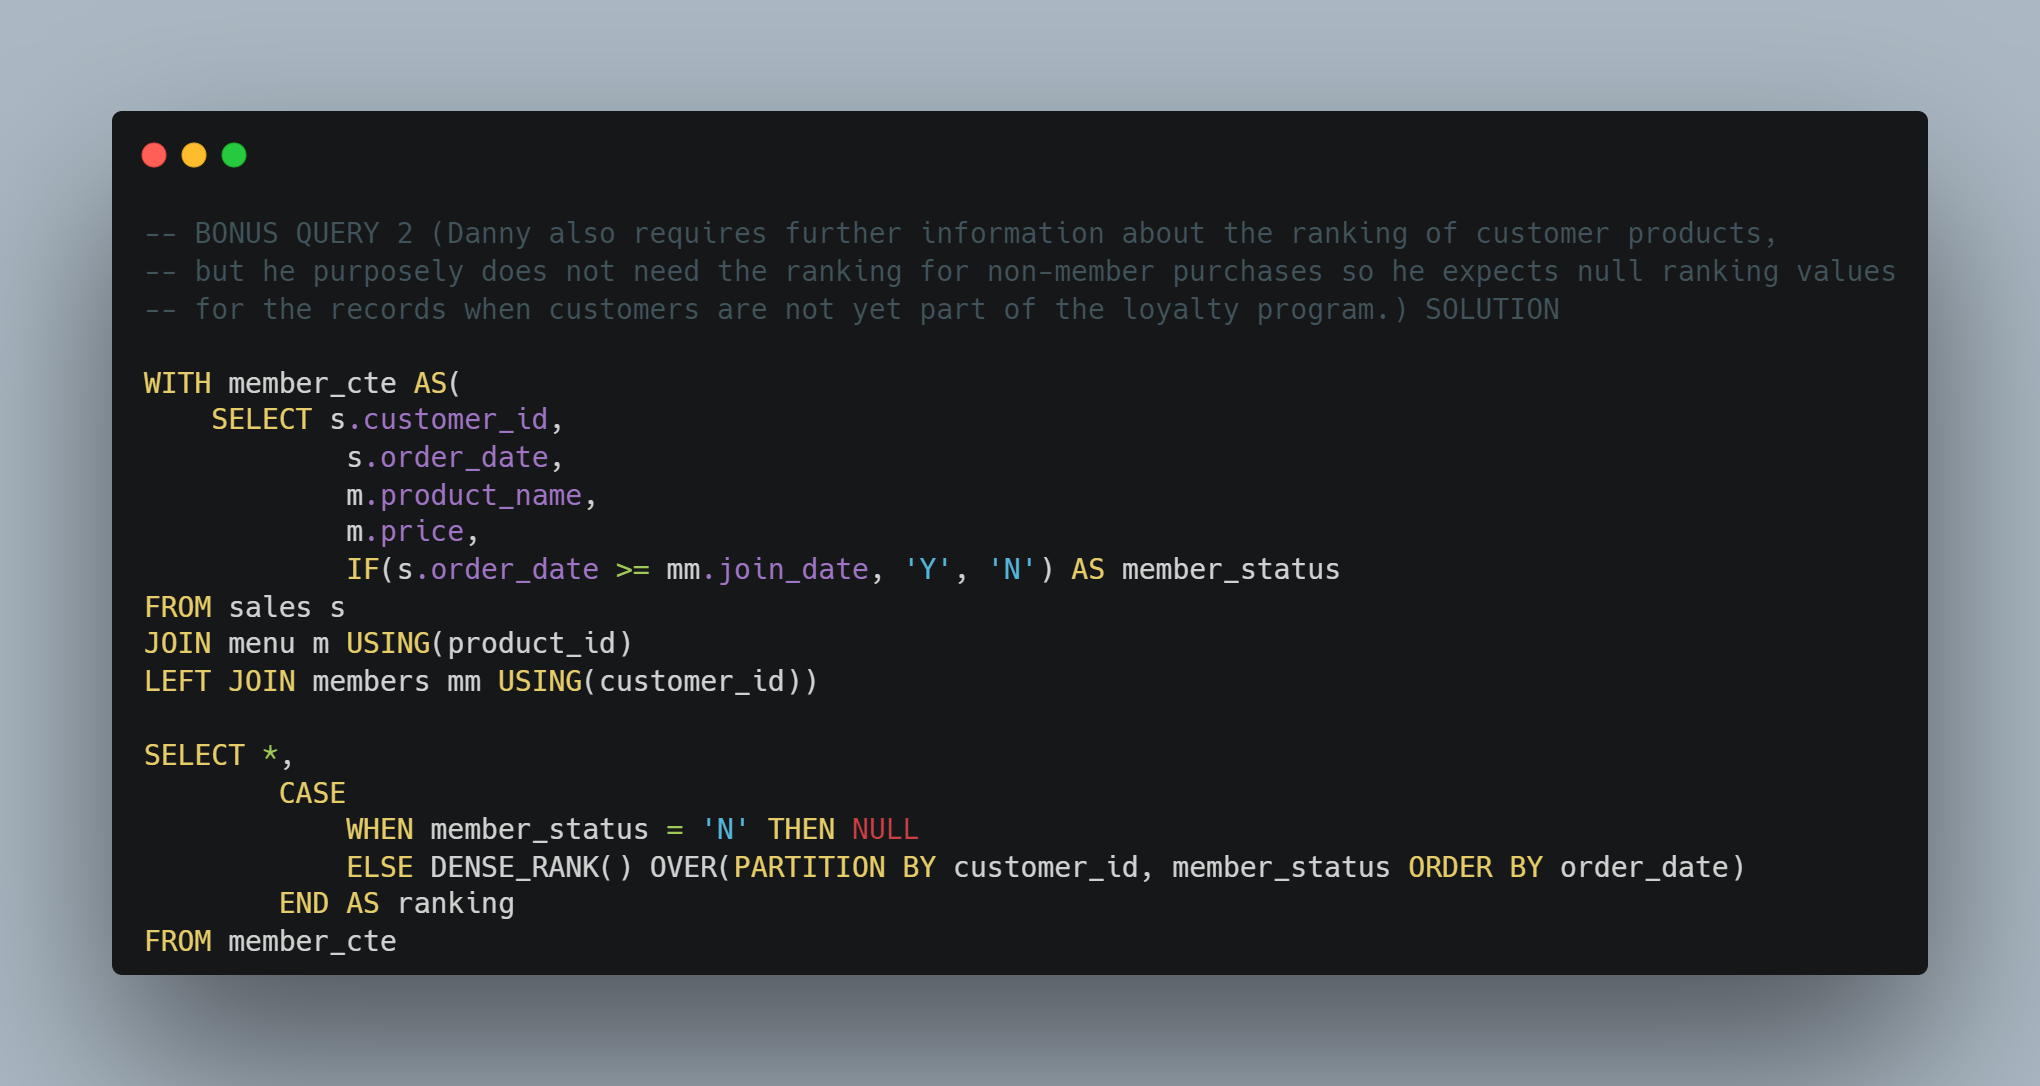 -- BONUS QUERY 2 (Danny also requires further information about the ranking of customer products,
-- but he purposely does not need the ranking for non-member purchases so he expects null ranking values
-- for the records when customers are not yet part of the loyalty program.) SOLUTION

WITH member_cte AS(
    SELECT s.customer_id,
            s.order_date,
            m.product_name,
            m.price,
            IF(s.order_date >= mm.join_date, 'Y', 'N') AS member_status
FROM sales s
JOIN menu m USING(product_id)
LEFT JOIN members mm USING(customer_id))

SELECT *,
        CASE
            WHEN member_status = 'N' THEN NULL
            ELSE DENSE_RANK() OVER(PARTITION BY customer_id, member_status ORDER BY order_date)
        END AS ranking
FROM member_cte